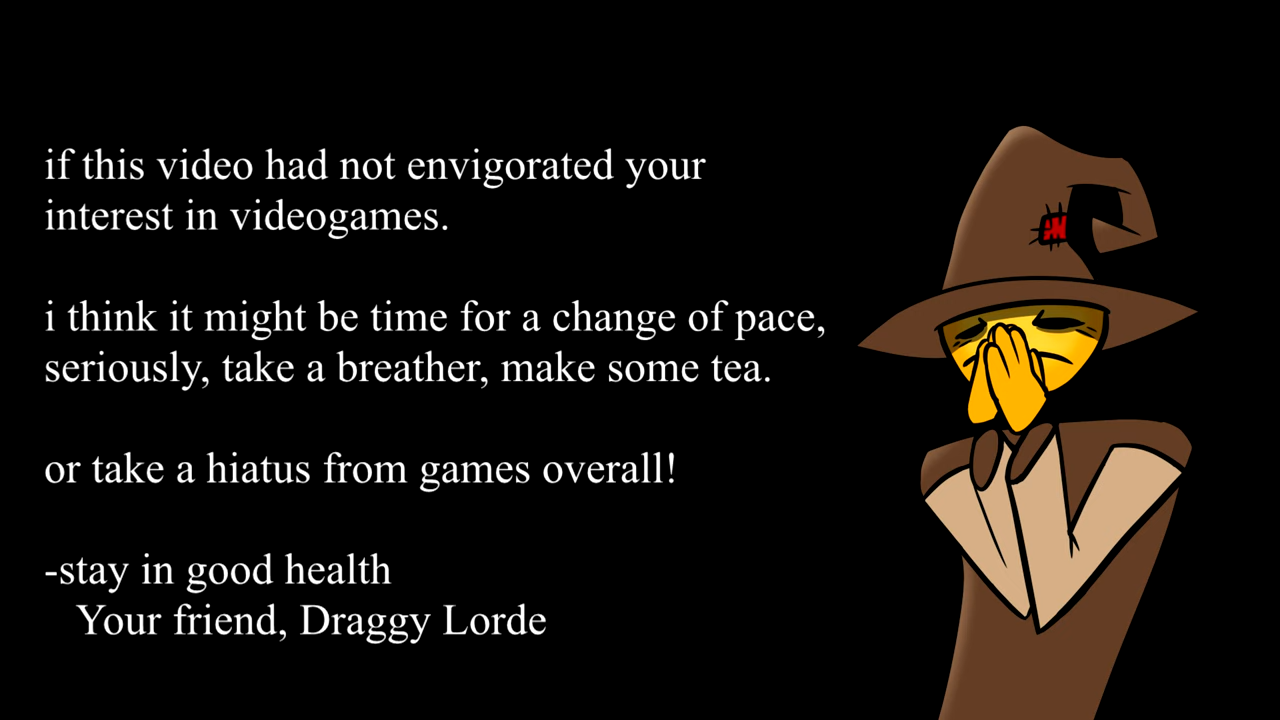 if this video had not envigorated your
interest in videogames.
i think it might be time for a change of pace,
seriously, take a breather, make some tea.
or take a hiatus from games overall!
-stay in good health
Your friend, Draggy Lorde